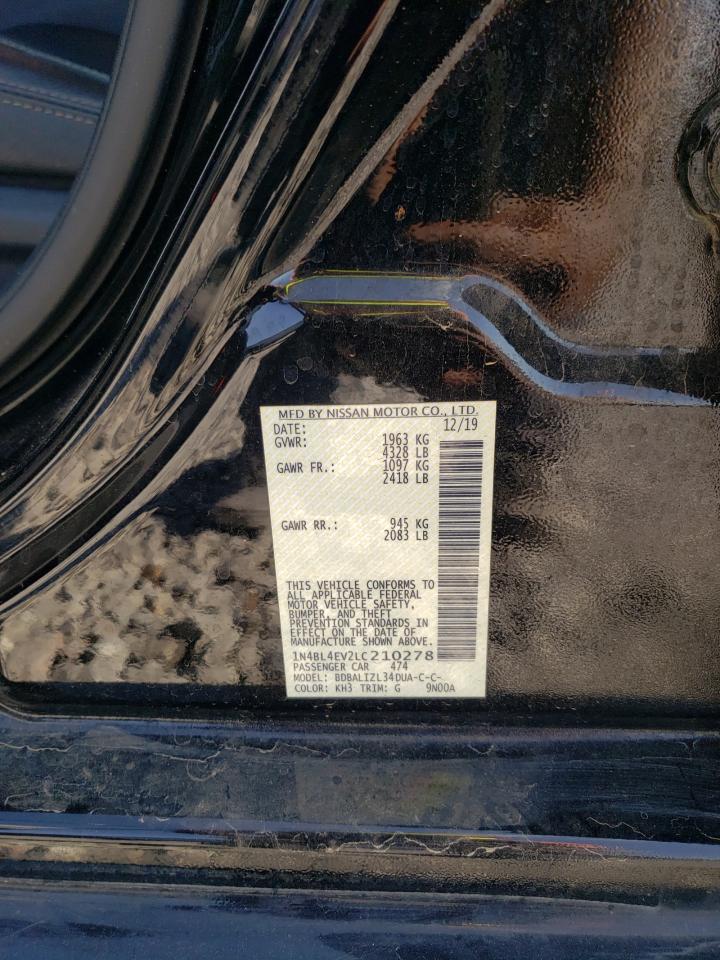 MFD BY NISSAN MOTOR CO., LTD.
DATE: 12/19
GVWR: 1963 KG
4328 LB
GAWR FR.: 1097 KG
2418 LB
GAWR RR.: 945 KG
2083 LB
THIS VEHICLE CONFORMS TO
ALL APPLICABLE FEDERAL
MOTOR VEHICLE SAFETY,
BUMPER, AND THEFT
PREVENTION STANDARDS IN
EFFECT ON THE DATE OF
MANUFACTURE SHOWN ABOVE.
1N4BL4EV2LC210278
PASSENGER CAR 474
MODEL: BDBALIZL34DUA-C-C-
COLOR: KH3 TRIM: G 9N00A